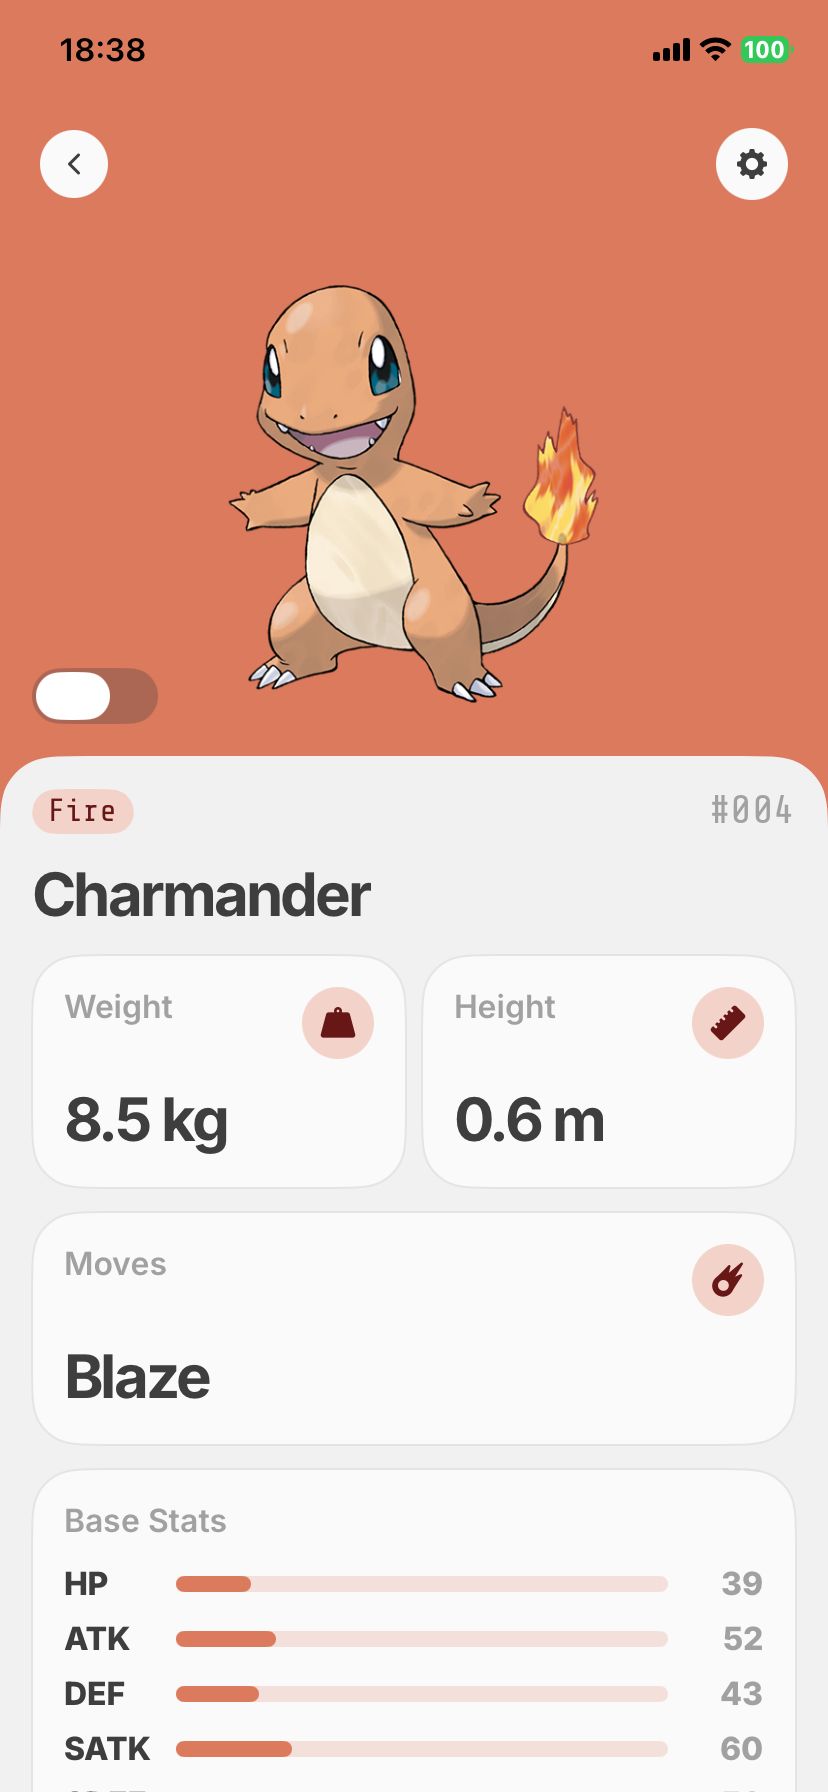 18:38
100
Fire
#004
Charmander
Weight
Height
8.5 kg
0.6 m
Moves
Blaze
Base Stats
HP 39
ATK 52
DEF 43
SATK 60